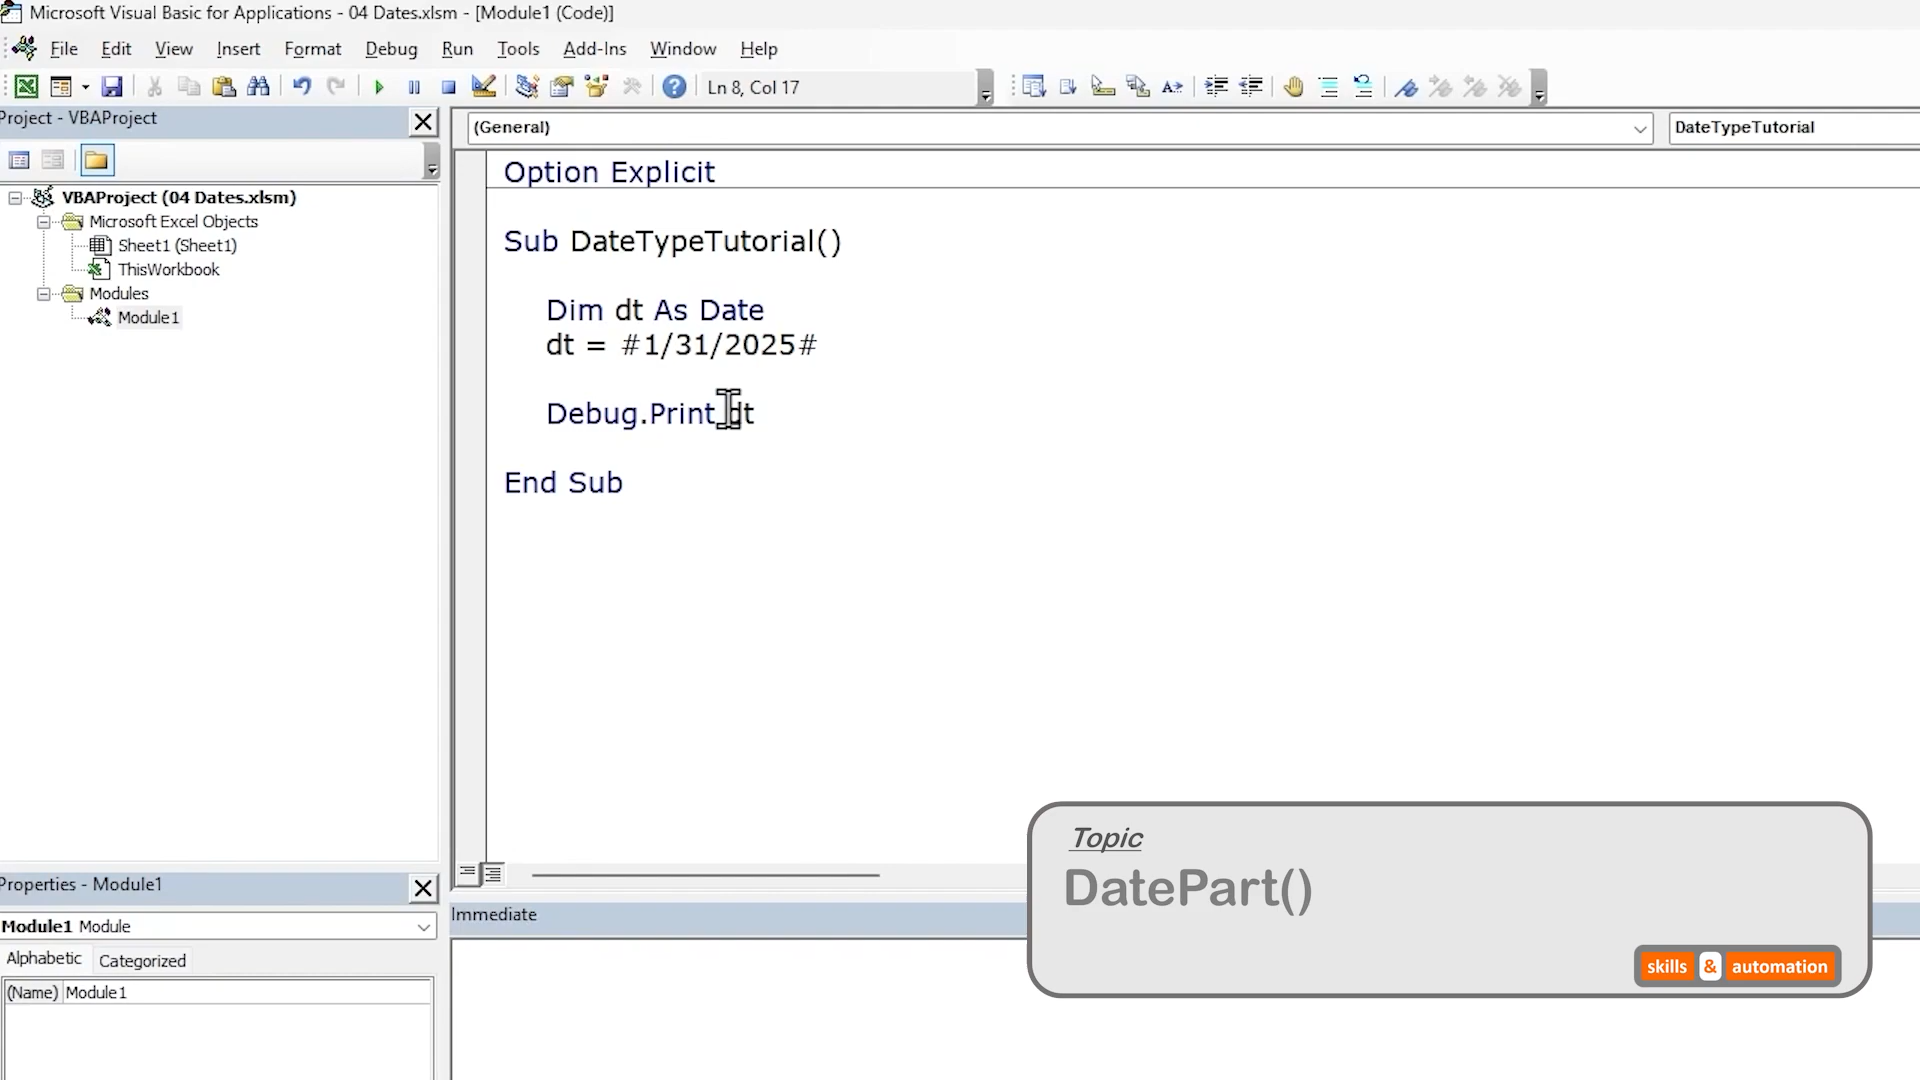 Microsoft Visual Basic for Applications - 04 Dates.xlsm - [Module1 (Code)]
File Edit View Insert Format Debug Run Tools Add-Ins Window Help
Ln 8, Col 17
Project - VBAProject
(General)
DateTypeTutorial
VBAProject (04 Dates.xlsm)
Microsoft Excel Objects
Sheet1 (Sheet1)
ThisWorkbook
Modules
Module1
Option Explicit
Sub DateTypeTutorial()
Dim dt As Date
dt = #1/31/2025#
Debug.Print dt
End Sub
Properties - Module1
Module1 Module
Alphabetic Categorized
(Name) Module1
Immediate
Topic
DatePart()
skills & automation